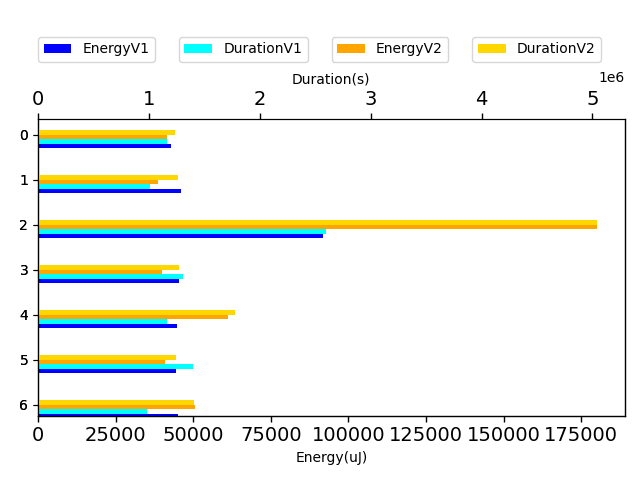 EnergyV1 DurationV1 EnergyV2 DurationV2
Duration(s)
1e6
0 1 2 3 4 5
0
1
2
3
4
5
6
0 25000 50000 75000 100000 125000 150000 175000
Energy(uJ)